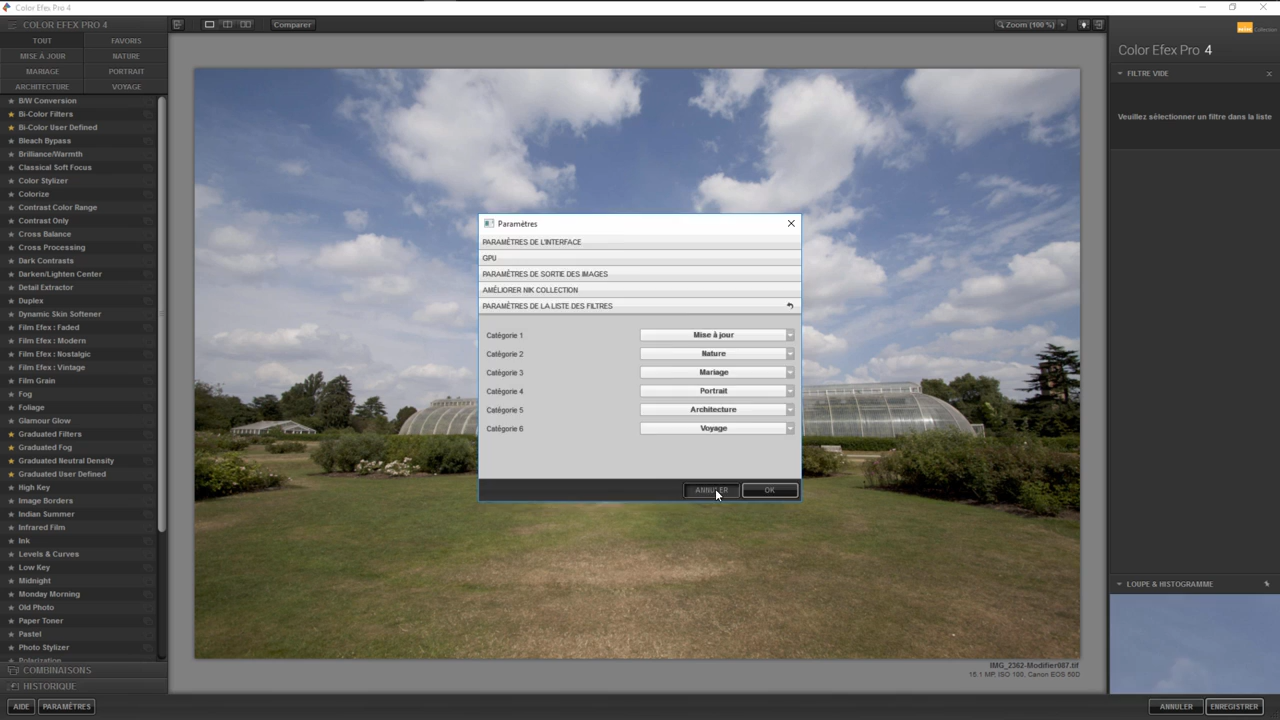 Color Efex Pro 4
COLOR EFEX PRO 4
TOUT
FAVORIS
MISE À JOUR
NATURE
MARIAGE
PORTRAIT
ARCHITECTURE
VOYAGE
B/W Conversion
Bi-Color Filters
Bi-Color User Defined
Bleach Bypass
Brilliance/Warmth
Classical Soft Focus
Color Stylizer
Colorize
Contrast Color Range
Contrast Only
Cross Balance
Cross Processing
Dark Contrasts
Darken/Lighten Center
Detail Extractor
Duplex
Dynamic Skin Softener
Film Efex : Faded
Film Efex : Modern
Film Efex : Nostalgic
Film Efex : Vintage
Film Grain
Fog
Foliage
Glamour Glow
Graduated Filters
Graduated Fog
Graduated Neutral Density
Graduated User Defined
High Key
Image Borders
Indian Summer
Infrared Film
Ink
Levels & Curves
Low Key
Midnight
Monday Morning
Old Photo
Paper Toner
Pastel
Photo Stylizer
Polarization
COMBINAISONS
HISTORIQUE
AIDE
PARAMÈTRES
Comparer
Zoom (100 %)
Paramètres
PARAMÈTRES DE L'INTERFACE
GPU
PARAMÈTRES DE SORTIE DES IMAGES
AMÉLIORER NIK COLLECTION
PARAMÈTRES DE LA LISTE DES FILTRES
Catégorie 1 Mise à jour
Catégorie 2 Nature
Catégorie 3 Mariage
Catégorie 4 Portrait
Catégorie 5 Architecture
Catégorie 6 Voyage
ANNULER
OK
IMG_2362-Modifier987.tif
15.1 MP, ISO 100, Canon EOS 50D
Collection
Color Efex Pro 4
FILTRE VIDE
Veuillez sélectionner un filtre dans la liste
LOUPE & HISTOGRAMME
ANNULER
ENREGISTRER